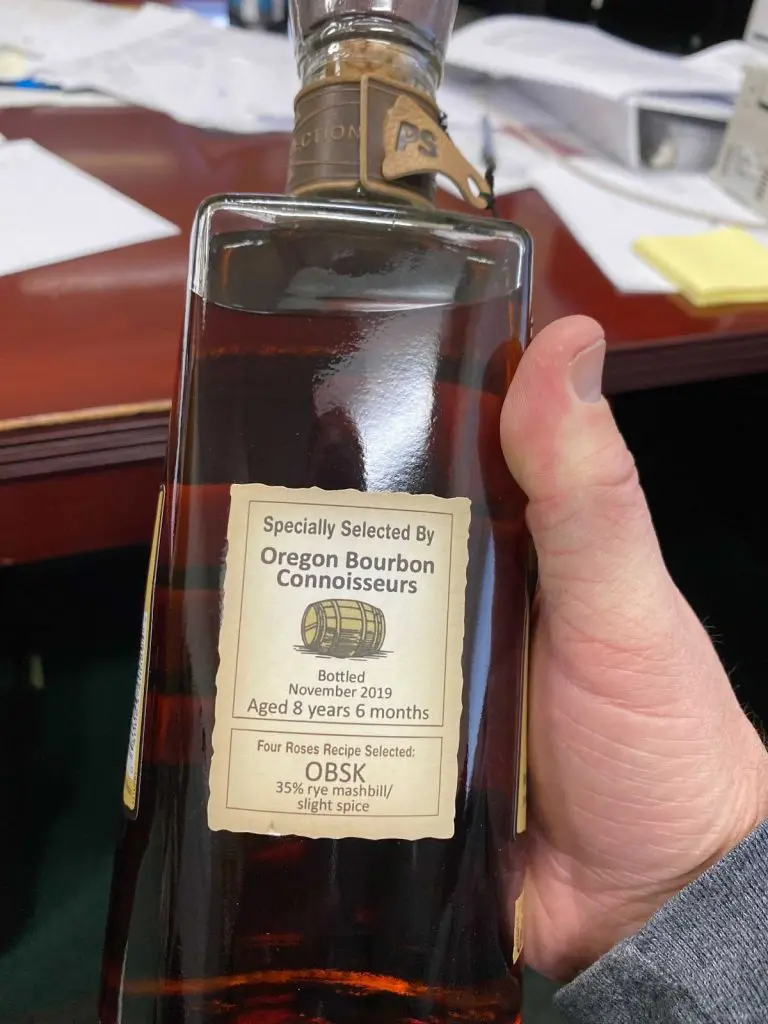 CTION
PS
Specially Selected By
Oregon Bourbon
Connoisseurs
Bottled
November 2019
Aged 8 years 6 months
Four Roses Recipe Selected:
OBSK
35% rye mashbill/
slight spice